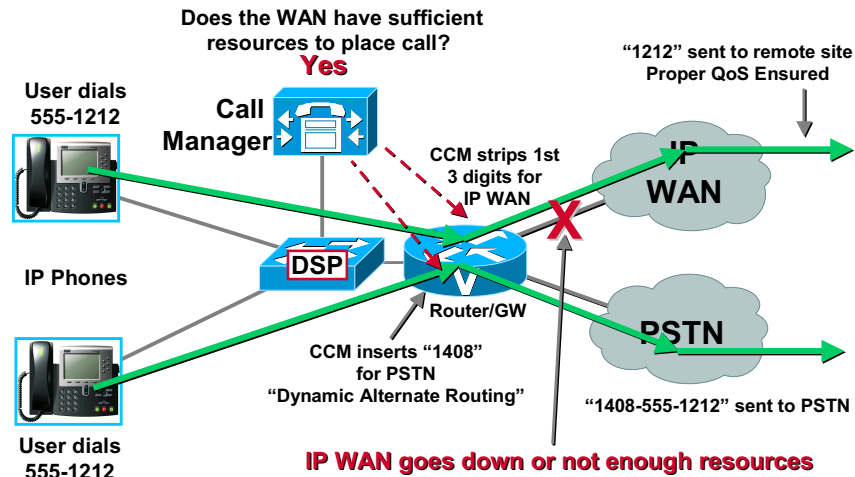 Does the WAN have sufficient
resources to place call?
Yes
"1212" sent to remote site
Proper QoS Ensured
User dials
555-1212
Call
Manager
CCM strips 1st
3 digits for
IP WAN
IP
WAN
IP Phones
DSP
V
Router/GW
PSTN
CCM inserts "1408"
for PSTN
"Dynamic Alternate Routing"
"1408-555-1212" sent to PSTN
User dials
555-1212
IP WAN goes down or not enough resources